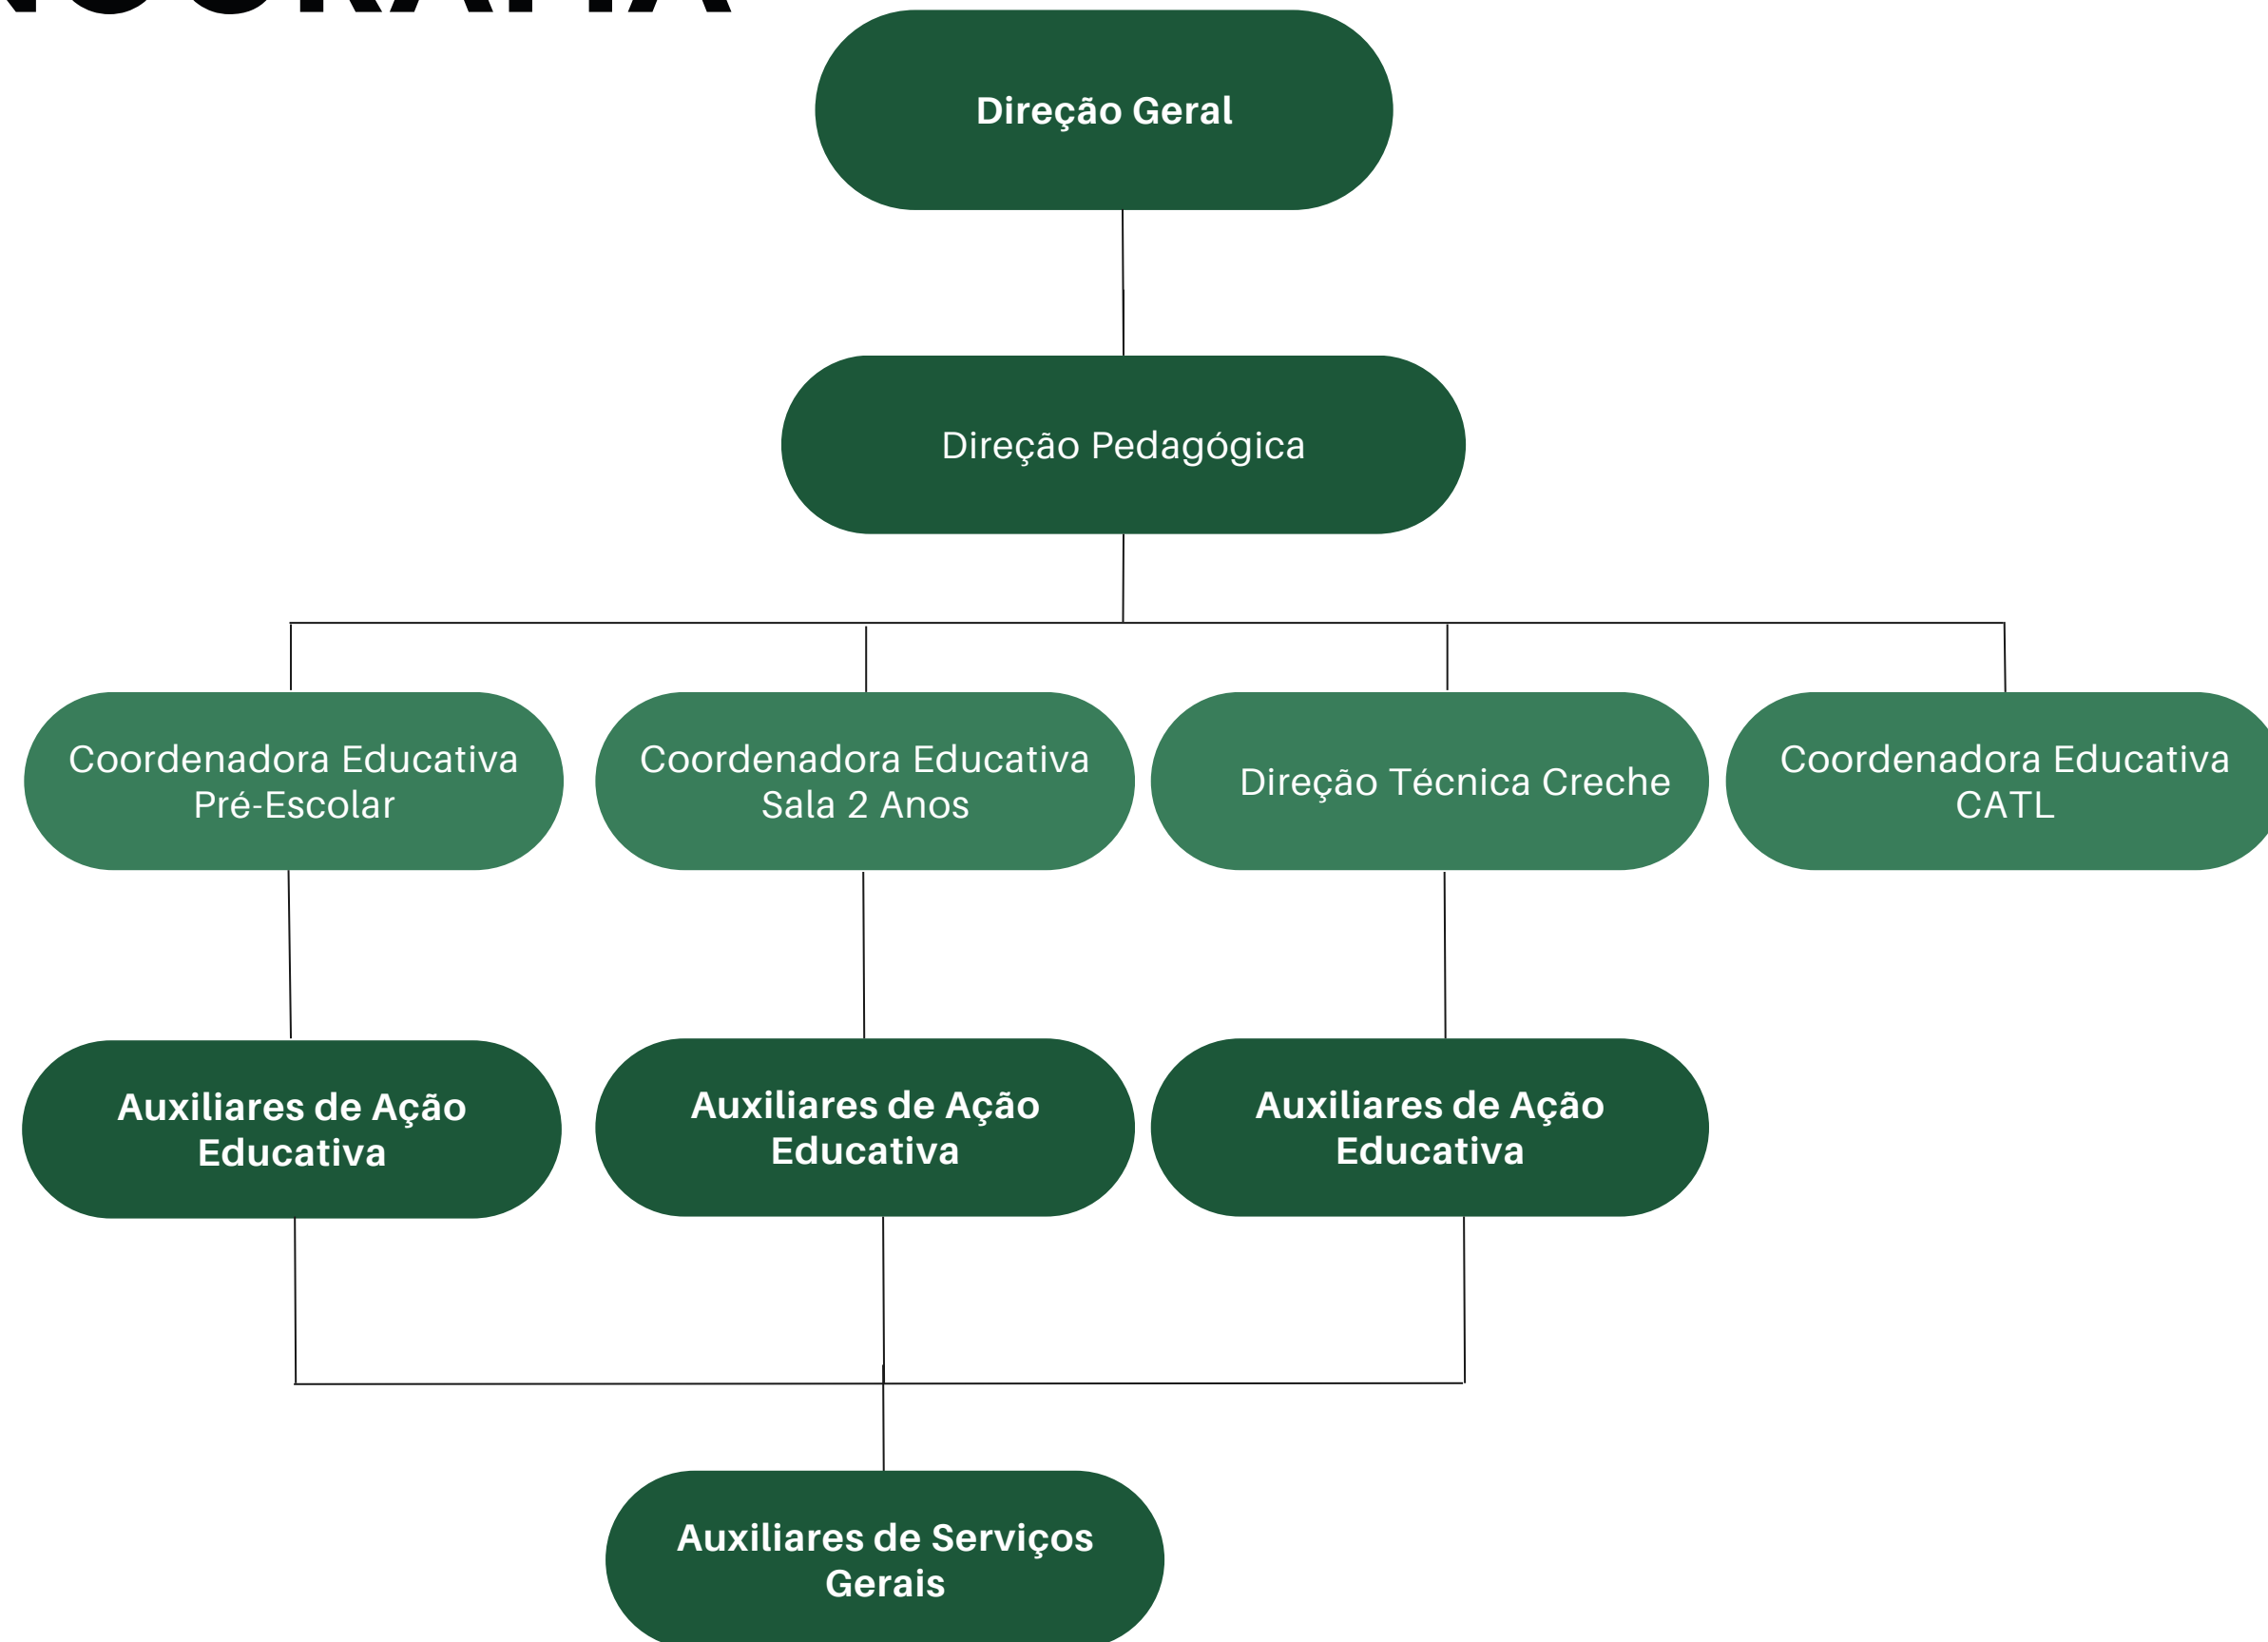 Direção Geral
Direção Pedagógica
Coordenadora Educativa
Pré-Escolar
Coordenadora Educativa
Sala 2 Anos
Direção Técnica Creche
Coordenadora Educativa
CATL
Auxiliares de Ação
Educativa
Auxiliares de Ação
Educativa
Auxiliares de Ação
Educativa
Auxiliares de Serviços
Gerais